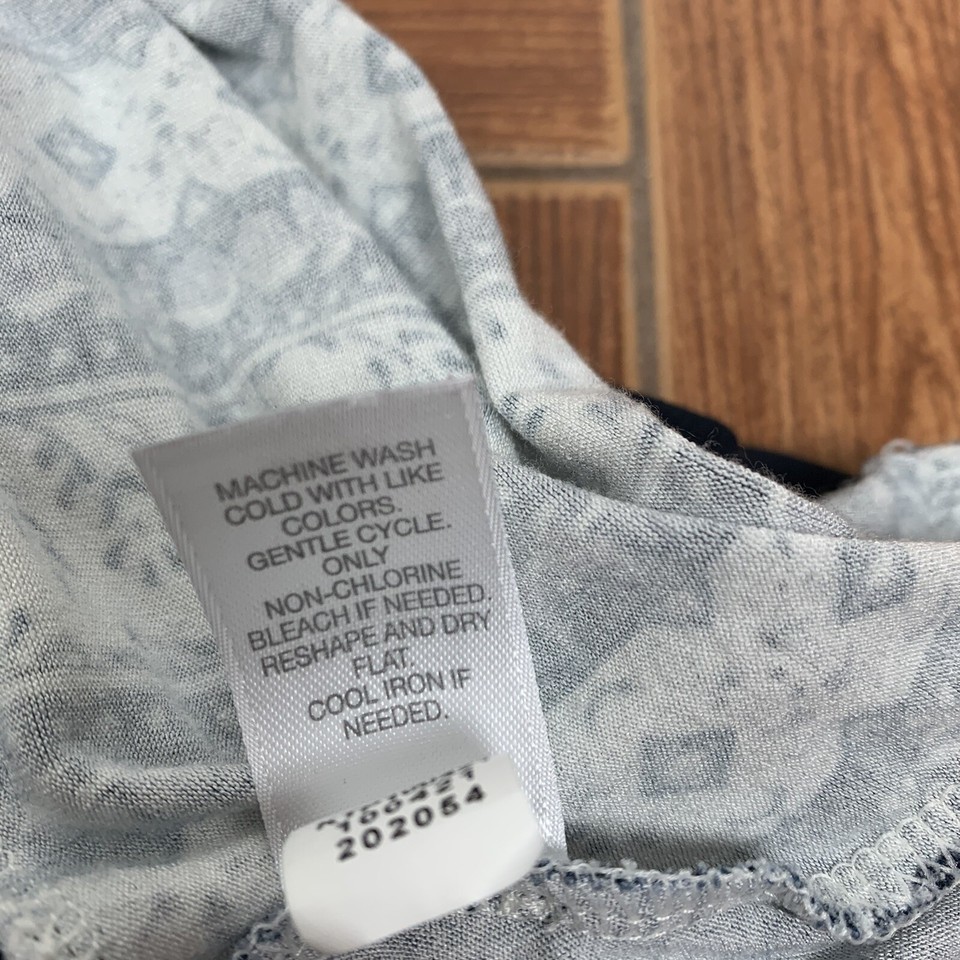 MACHINE WASH
COLD WITH LIKE
COLORS.
GENTLE CYCLE.
ONLY
NON-CHLORINE
BLEACH IF NEEDED.
RESHAPE AND DRY
FLAT.
COOL IRON IF
NEEDED.
100421
202054